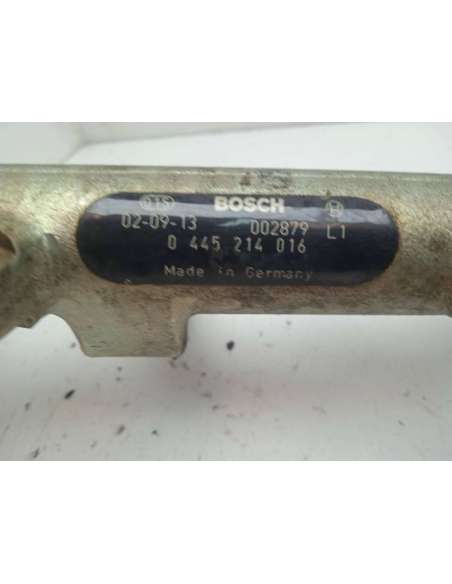 BOSCH
02-09-13 002879 L1
0 445 214 016
Made in Germany